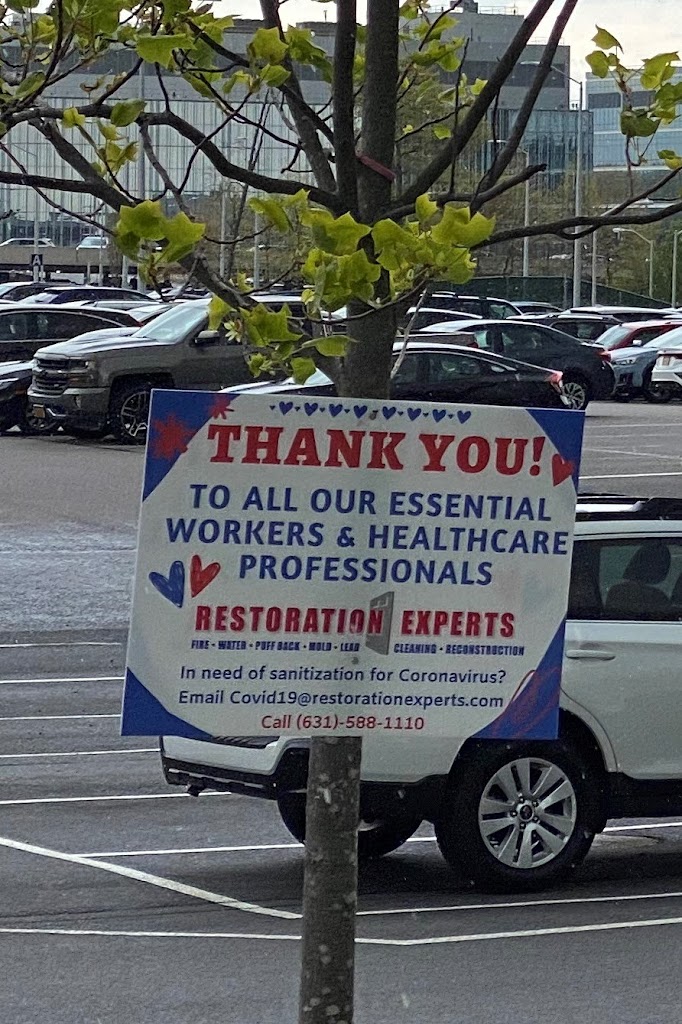 THANK YOU!
TO ALL OUR ESSENTIAL
WORKERS & HEALTHCARE
PROFESSIONALS
RESTORATION EXPERTS
FIRE - WATER - PUFF BACK - MOLD - LEAD CLEANING - RECONSTRUCTION
In need of sanitization for Coronavirus?
Email Covid19@restorationexperts.com
Call (631)-588-1110
A